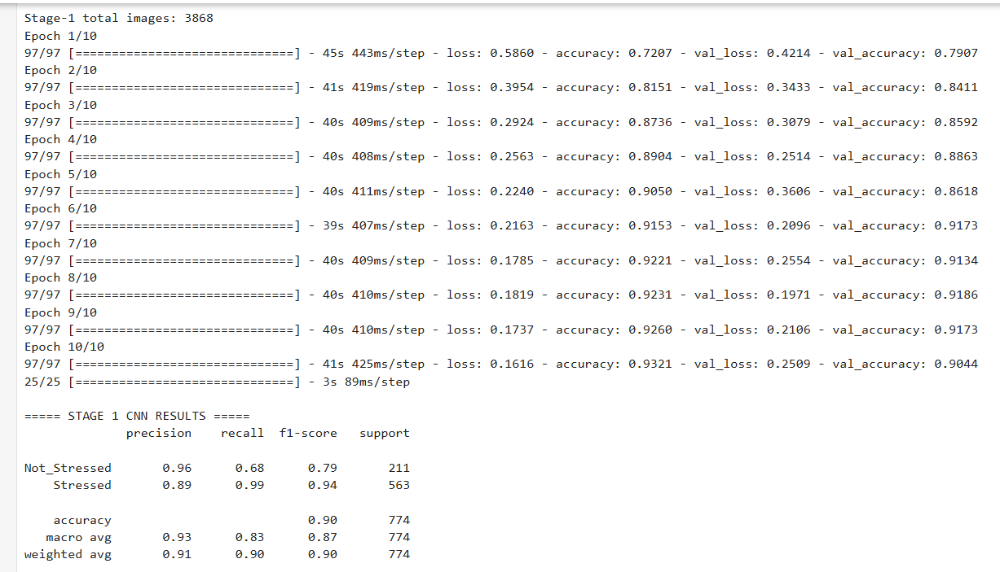 Stage-1 total images: 3868
Epoch 1/10
97/97 [==============================] - 45s 443ms/step - loss: 0.5860 - accuracy: 0.7207 - val_loss: 0.4214 - val_accuracy: 0.7907
Epoch 2/10
97/97 [==============================] - 41s 419ms/step - loss: 0.3954 - accuracy: 0.8151 - val_loss: 0.3433 - val_accuracy: 0.8411
Epoch 3/10
97/97 [==============================] - 40s 409ms/step - loss: 0.2924 - accuracy: 0.8736 - val_loss: 0.3079 - val_accuracy: 0.8592
Epoch 4/10
97/97 [==============================] - 40s 408ms/step - loss: 0.2563 - accuracy: 0.8904 - val_loss: 0.2514 - val_accuracy: 0.8863
Epoch 5/10
97/97 [==============================] - 40s 411ms/step - loss: 0.2240 - accuracy: 0.9050 - val_loss: 0.3606 - val_accuracy: 0.8618
Epoch 6/10
97/97 [==============================] - 39s 407ms/step - loss: 0.2163 - accuracy: 0.9153 - val_loss: 0.2096 - val_accuracy: 0.9173
Epoch 7/10
97/97 [==============================] - 40s 409ms/step - loss: 0.1785 - accuracy: 0.9221 - val_loss: 0.2554 - val_accuracy: 0.9134
Epoch 8/10
97/97 [==============================] - 40s 410ms/step - loss: 0.1819 - accuracy: 0.9231 - val_loss: 0.1971 - val_accuracy: 0.9186
Epoch 9/10
97/97 [==============================] - 40s 410ms/step - loss: 0.1737 - accuracy: 0.9260 - val_loss: 0.2106 - val_accuracy: 0.9173
Epoch 10/10
97/97 [==============================] - 41s 425ms/step - loss: 0.1616 - accuracy: 0.9321 - val_loss: 0.2509 - val_accuracy: 0.9044
25/25 [==============================] - 3s 89ms/step

===== STAGE 1 CNN RESULTS =====
              precision    recall  f1-score   support

Not_Stressed       0.96      0.68      0.79       211
    Stressed       0.89      0.99      0.94       563

    accuracy                           0.90       774
   macro avg       0.93      0.83      0.87       774
weighted avg       0.91      0.90      0.90       774